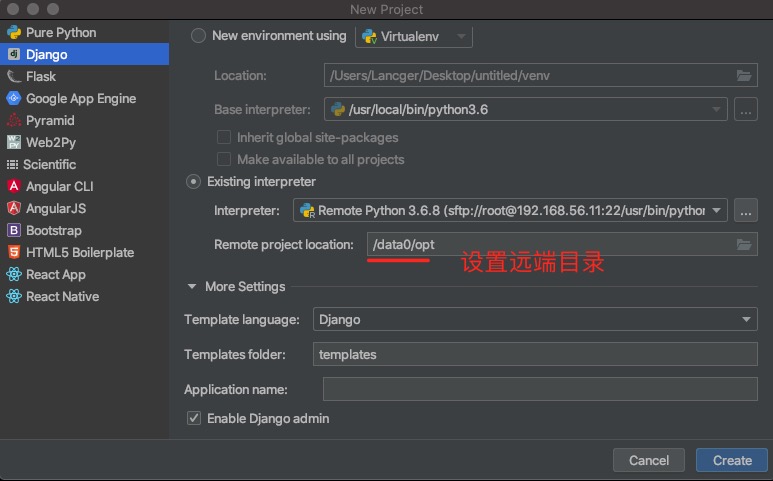 New Project
Pure Python
Django
Flask
Google App Engine
Pyramid
Web2Py
Scientific
Angular CLI
AngularJS
Bootstrap
HTML5 Boilerplate
React App
React Native
New environment using Virtualenv
Location: /Users/Lancger/Desktop/untitled/venv
Base interpreter: /usr/local/bin/python3.6 ...
Inherit global site-packages
Make available to all projects
Existing interpreter
Interpreter: Remote Python 3.6.8 (sftp://root@192.168.56.11:22/usr/bin/python ...
Remote project location: /data0/opt
设置远端目录
More Settings
Template language: Django
Templates folder: templates
Application name:
Enable Django admin
Cancel Create